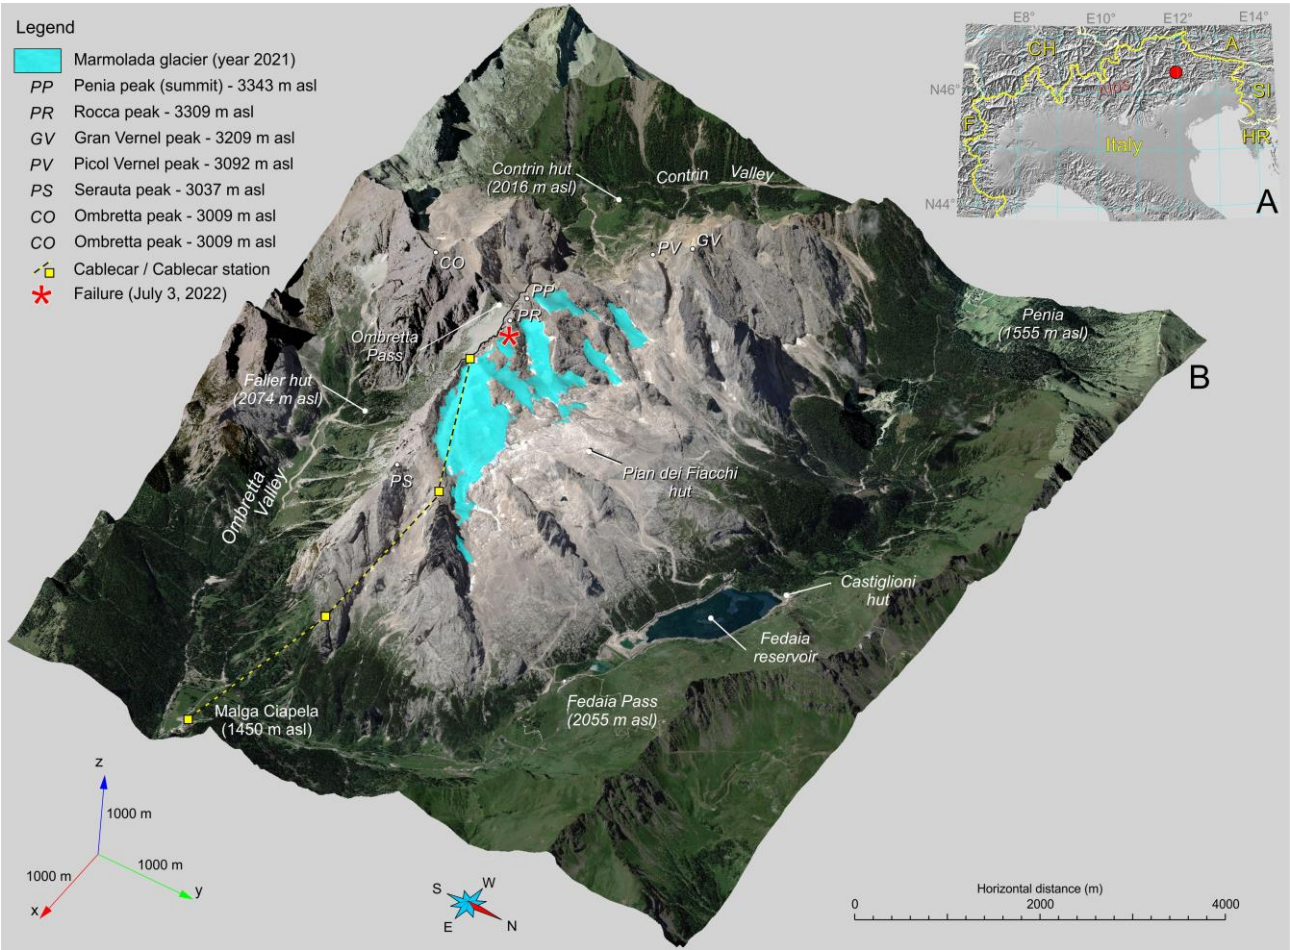 Legend
Marmolada glacier (year 2021)
PP Penia peak (summit) - 3343 m asl
PR Rocca peak - 3309 m asl
GV Gran Vernel peak - 3209 m asl
PV Picol Vernel peak - 3092 m asl
PS Serauta peak - 3037 m asl
CO Ombretta peak - 3009 m asl
CO Ombretta peak - 3009 m asl
Cablecar / Cablecar station
Failure (July 3, 2022)
E8° E10° E12° E14°
CH
A
N46°
Alps
SI
F
HR
Italy
N44°
A
Contrin hut
(2016 m asl)
Contrin Valley
CO
PV
GV
PP
PR
Ombretta
Pass
Penia
(1555 m asl)
B
Falier hut
(2074 m asl)
Ombretta
Valley
PS
Pian dei Fiacchi
hut
Castiglioni
hut
Fedaia
reservoir
Fedaia Pass
(2055 m asl)
Malga Ciapela
(1450 m asl)
z
1000 m
1000 m
1000 m
y
x
S
W
E
N
Horizontal distance (m)
0 2000 4000